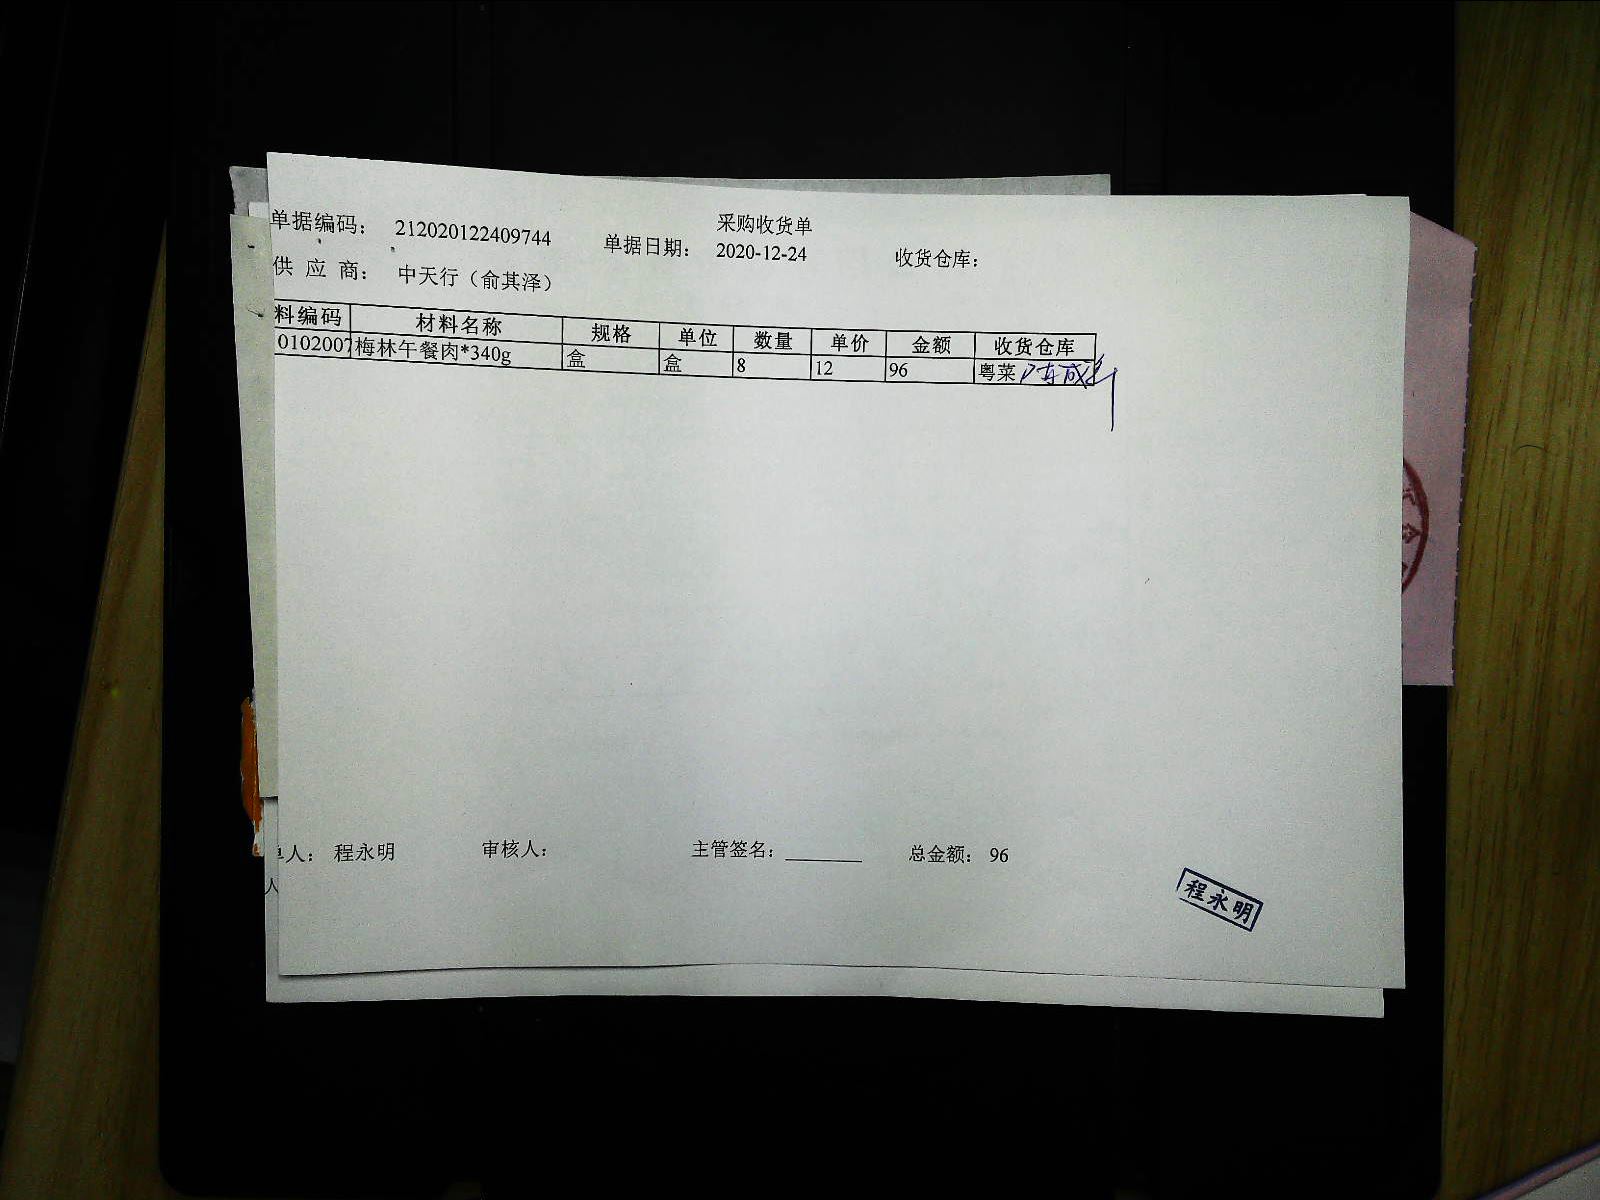 采购收货单
单据编码： 212020122409744 单据日期： 2020-12-24 收货仓库：
供 应 商： 中天行（俞其泽）
料编码 材料名称 规格 单位 数量 单价 金额 收货仓库
0102007 梅林午餐肉*340g 盒 盒 8 12 96 粤菜
单人： 程永明 审核人： 主管签名： ________ 总金额： 96
人
程永明